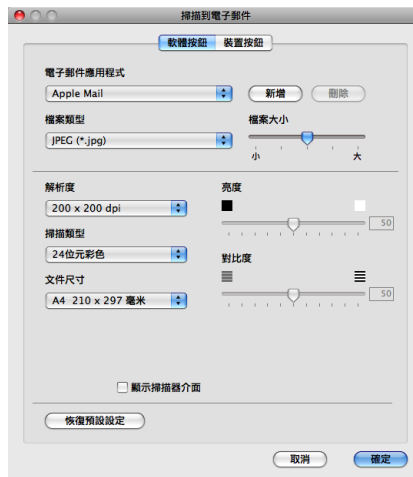 掃描到電子郵件
軟體按鈕 裝置按鈕
電子郵件應用程式
Apple Mail 新增 刪除
檔案類型 檔案大小
JPEG (*.jpg)
小 大
解析度 亮度
200 x 200 dpi
50
掃描類型
24位元彩色 對比度
文件尺寸
A4 210 x 297 毫米 50
顯示掃描器介面
恢復預設設定
取消 確定